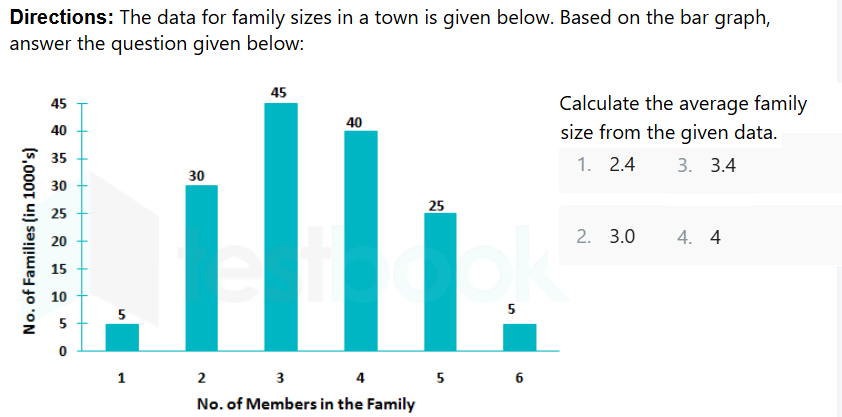 Directions: The data for family sizes in a town is given below. Based on the bar graph,
answer the question given below:
Calculate the average family
size from the given data.
1. 2.4 3. 3.4
2. 3.0 4. 4
No. of Families (in 1000's)
45
40
35
30
25
20
15
10
5
0
5
30
45
40
25
5
1 2 3 4 5 6
No. of Members in the Family
testbook